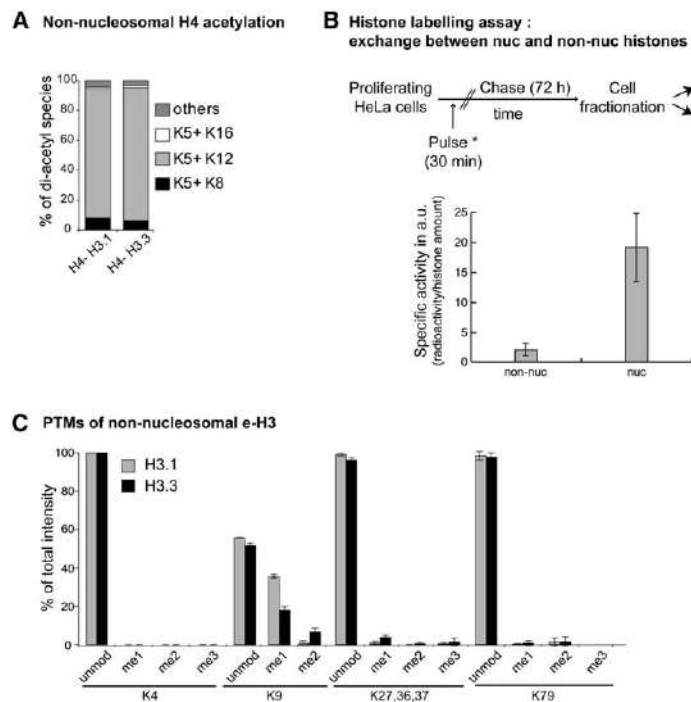 A Non-nucleosomal H4 acetylation
% of di-acetyl species
100
80
60
40
20
0
H4- H3.1
H4- H3.3
others
K5+ K16
K5+ K12
K5+ K8
B Histone labelling assay :
exchange between nuc and non-nuc histones
Proliferating
HeLa cells
Chase (72 h)
time
Pulse *
(30 min)
Cell
fractionation
Specific activity in a.u.
(radioactivity/histone amount)
25
20
15
10
5
0
non-nuc
nuc
C PTMs of non-nucleosomal e-H3
% of total intensity
100
80
60
40
20
0
H3.1
H3.3
unmod me1 me2 unmod me1 me2 me3 unmod me1 me2 me3
K4 K9 K27,36,37 K79